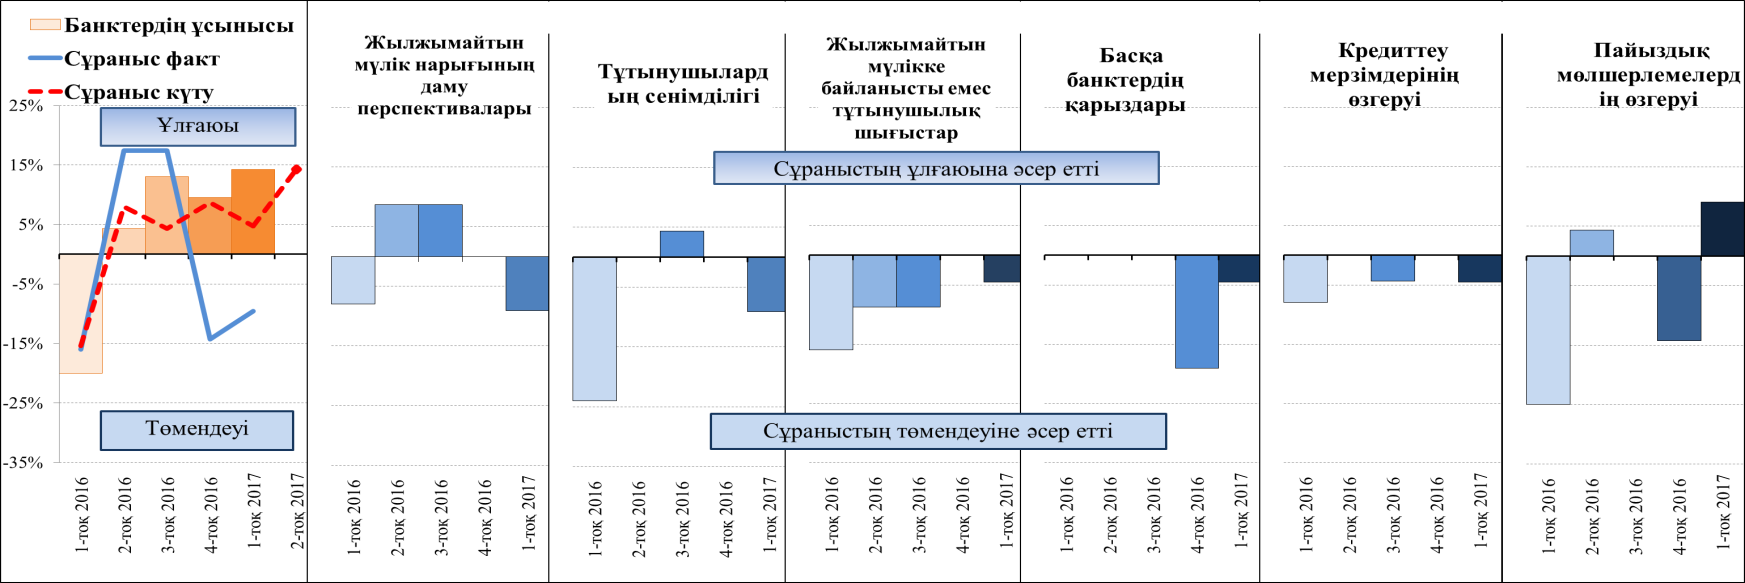 Банктердің ұсынысы
Сұраныс факт
Сұраныс күту
25%
15%
5%
-5%
-15%
-25%
-35%
Ұлғаюы
Төмендеуі
1-тоқ 2016
2-тоқ 2016
3-тоқ 2016
4-тоқ 2016
1-тоқ 2017
2-тоқ 2017
Жылжымайтын
мүлік нарығының
даму
перспективалары
1-тоқ 2016
2-тоқ 2016
3-тоқ 2016
4-тоқ 2016
1-тоқ 2017
Тұтынушылард
ың сенімділігі
1-тоқ 2016
2-тоқ 2016
3-тоқ 2016
4-тоқ 2016
1-тоқ 2017
Жылжымайтын
мүлікке
байланысты емес
тұтынушылық
шығыстар
Сұраныстың ұлғаюына әсер етті
Сұраныстың төмендеуіне әсер етті
1-тоқ 2016
2-тоқ 2016
3-тоқ 2016
4-тоқ 2016
1-тоқ 2017
Басқа
банктердің
қарыздары
1-тоқ 2016
2-тоқ 2016
3-тоқ 2016
4-тоқ 2016
1-тоқ 2017
Кредиттеу
мерзімдерінің
өзгеруі
1-тоқ 2016
2-тоқ 2016
3-тоқ 2016
4-тоқ 2016
1-тоқ 2017
Пайыздық
мөлшерлемелерд
ің өзгеруі
1-тоқ 2016
2-тоқ 2016
3-тоқ 2016
4-тоқ 2016
1-тоқ 2017